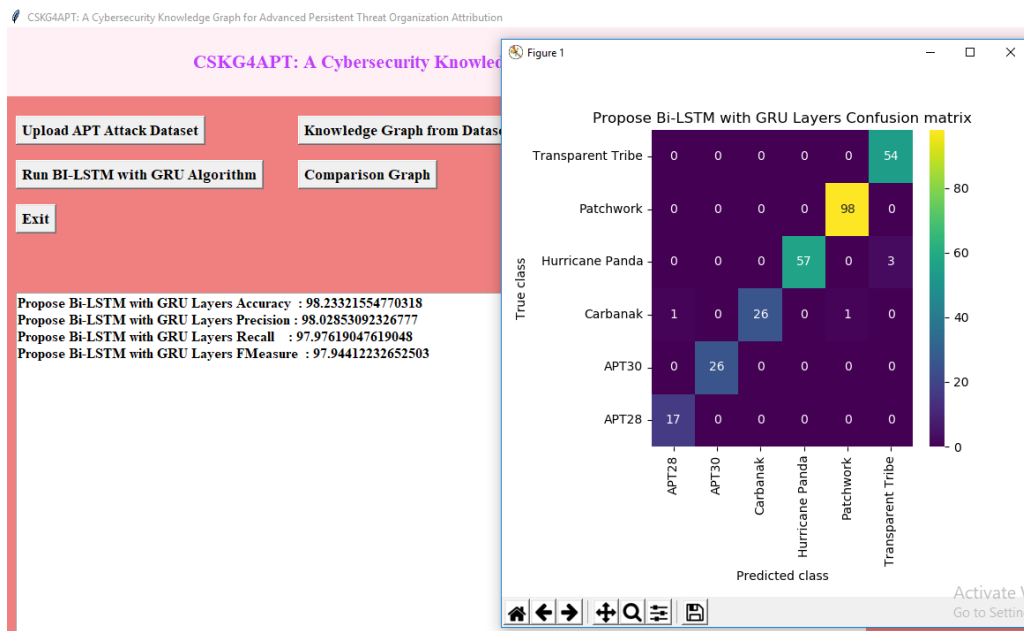 CSKG4APT: A Cybersecurity Knowledge Graph for Advanced Persistent Threat Organization Attribution
CSKG4APT: A Cybersecurity
Upload APT Attack Dataset
Knowledge Graph from
Run BI-LSTM with GRU Algorithm
Comparison Graph
Exit
Propose Bi-LSTM with GRU Layers Accuracy : 98.23321554770318
Propose Bi-LSTM with GRU Layers Precision : 98.02853092326777
Propose Bi-LSTM with GRU Layers Recall : 97.97619047619048
Propose Bi-LSTM with GRU Layers FMeasure : 97.94412232652503
Figure 1
Propose Bi-LSTM with GRU Layers Confusion matrix
True class
Transparent Tribe 0 0 0 0 0 54
Patchwork 0 0 0 0 98 0
Hurricane Panda 0 0 0 57 0 3
Carbanak 1 0 26 0 1 0
APT30 0 26 0 0 0 0
APT28 17 0 0 0 0 0
APT28
APT30
Carbanak
Hurricane Panda
Patchwork
Transparent Tribe
Predicted class
80
60
40
20
0
Activate
Go to